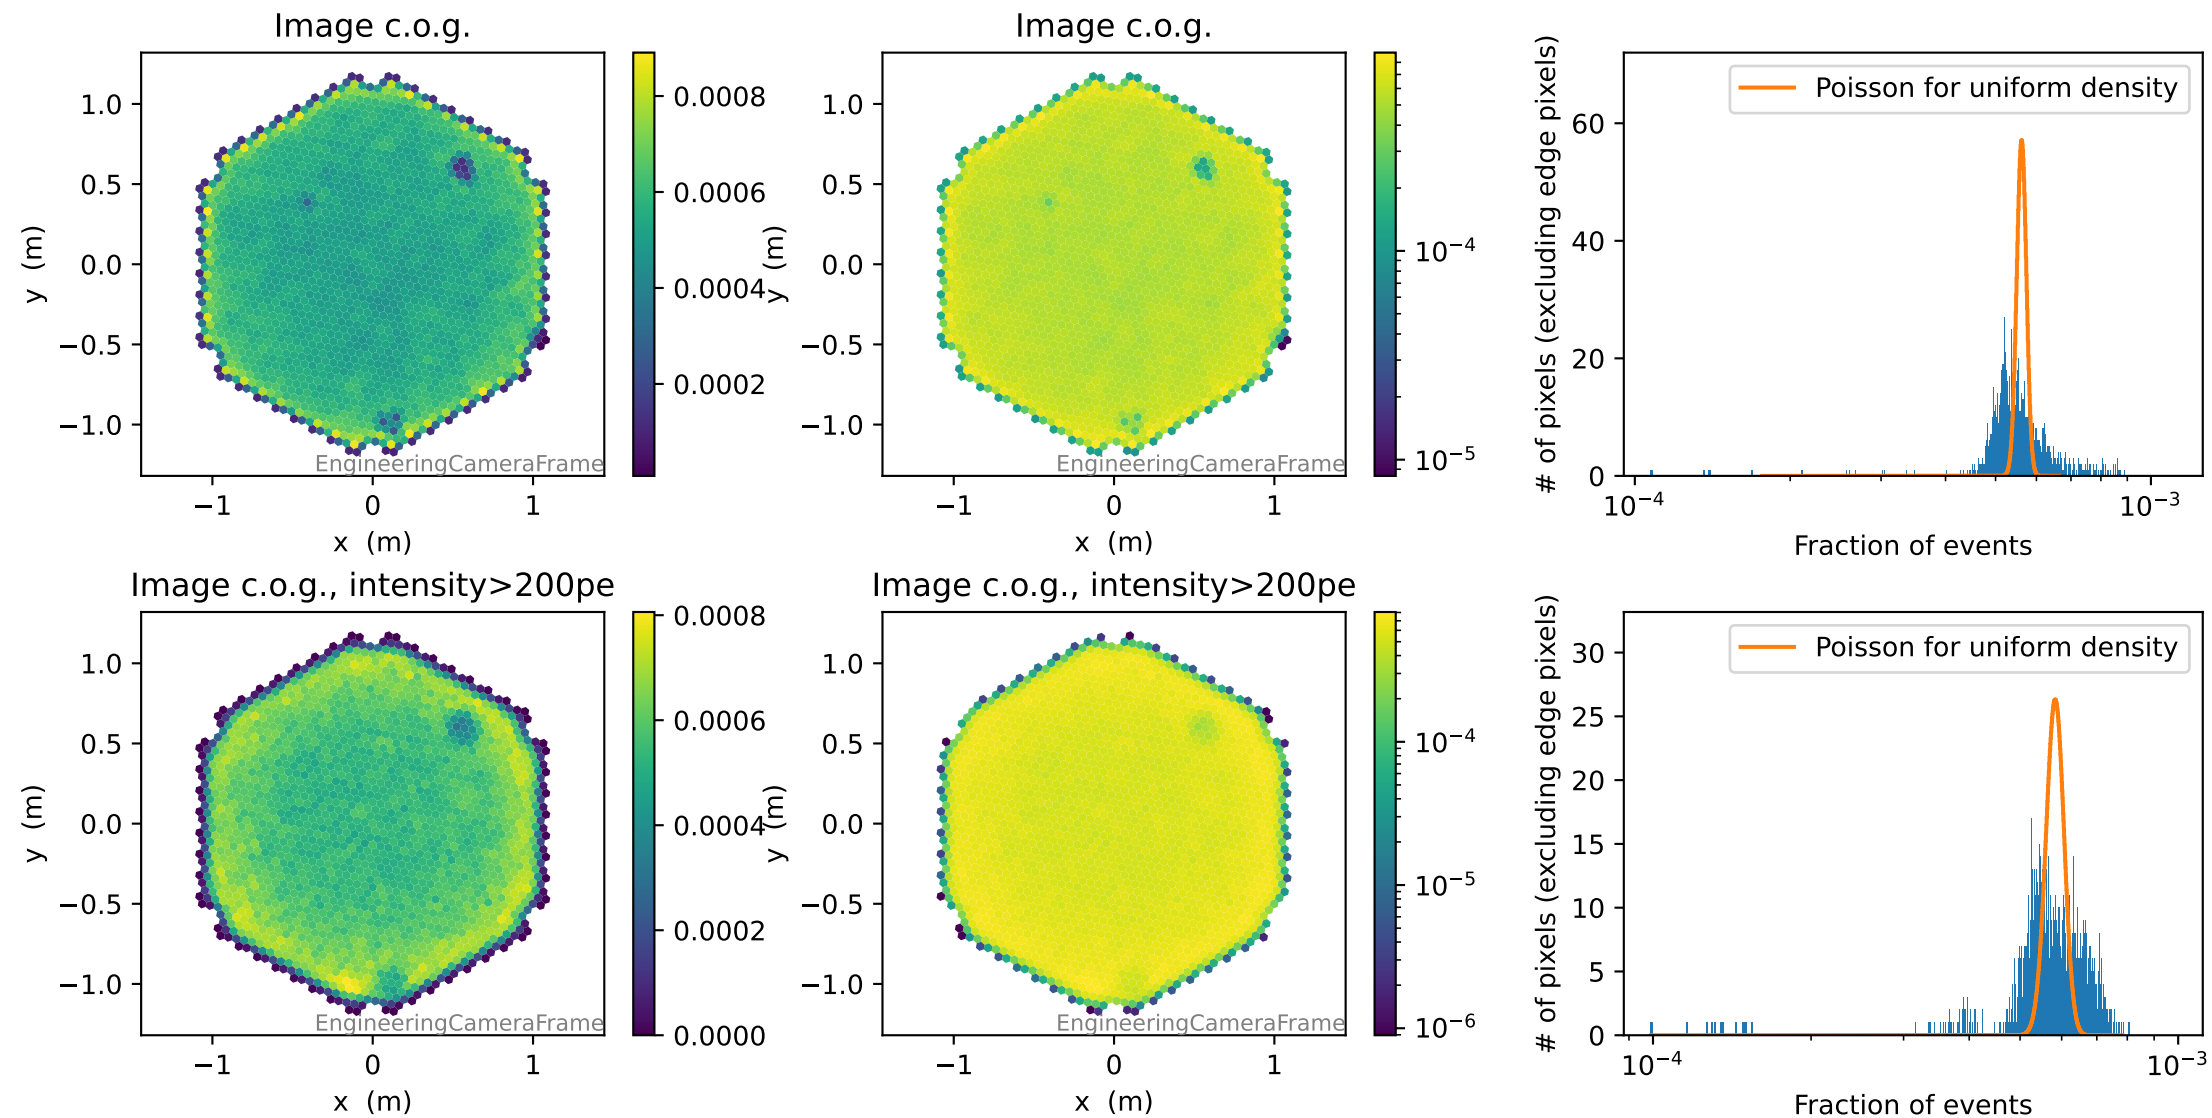 Image c.o.g.
1.0
0.5
0.0
−0.5
−1.0
y (m)
−1
0
1
x (m)
EngineeringCameraFrame
0.0008
0.0006
0.0004
0.0002
Image c.o.g.
1.0
0.5
0.0
−0.5
−1.0
y (m)
−1
0
1
x (m)
EngineeringCameraFrame
10⁻⁴
10⁻⁵
Poisson for uniform density
60
40
20
0
# of pixels (excluding edge pixels)
10⁻⁴
10⁻³
Fraction of events
Image c.o.g., intensity>200pe
1.0
0.5
0.0
−0.5
−1.0
y (m)
−1
0
1
x (m)
EngineeringCameraFrame
0.0008
0.0006
0.0004
0.0002
0.0000
Image c.o.g., intensity>200pe
1.0
0.5
0.0
−0.5
−1.0
y (m)
−1
0
1
x (m)
EngineeringCameraFrame
10⁻⁴
10⁻⁵
10⁻⁶
Poisson for uniform density
30
25
20
15
10
5
0
# of pixels (excluding edge pixels)
10⁻⁴
10⁻³
Fraction of events